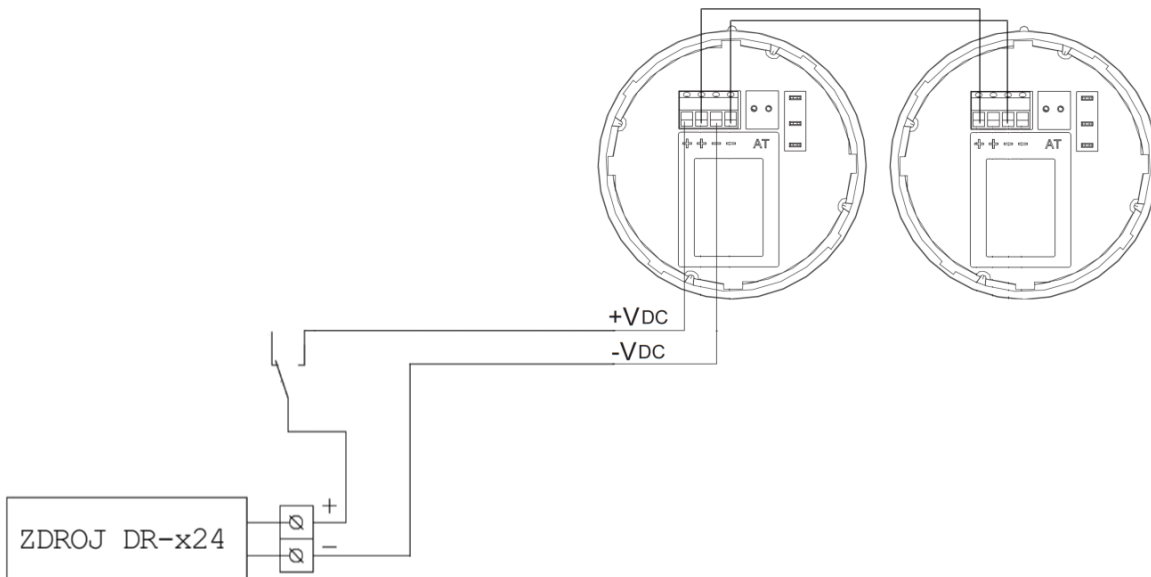 + + - - AT
+ + - - AT
+VDC
-VDC
+
ZDROJ DR-x24
-